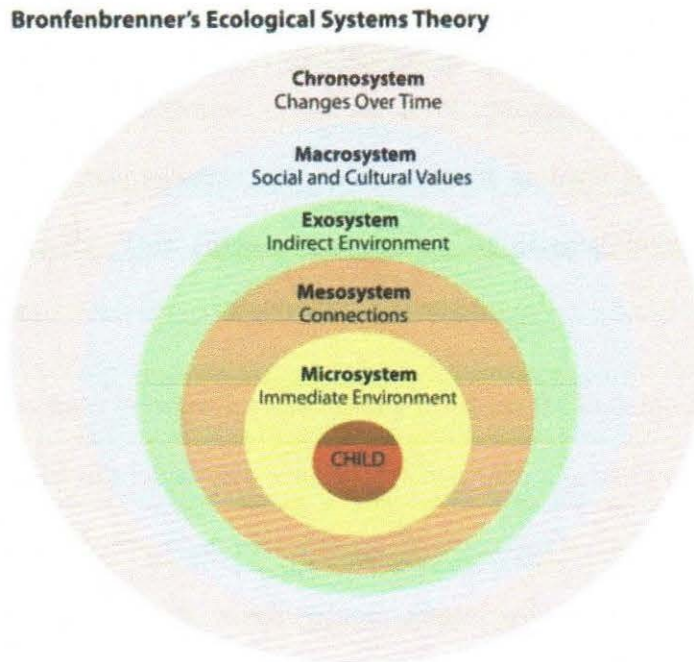 Bronfenbrenner's Ecological Systems Theory
Chronosystem
Changes Over Time
Macrosystem
Social and Cultural Values
Exosystem
Indirect Environment
Mesosystem
Connections
Microsystem
Immediate Environment
CHILD